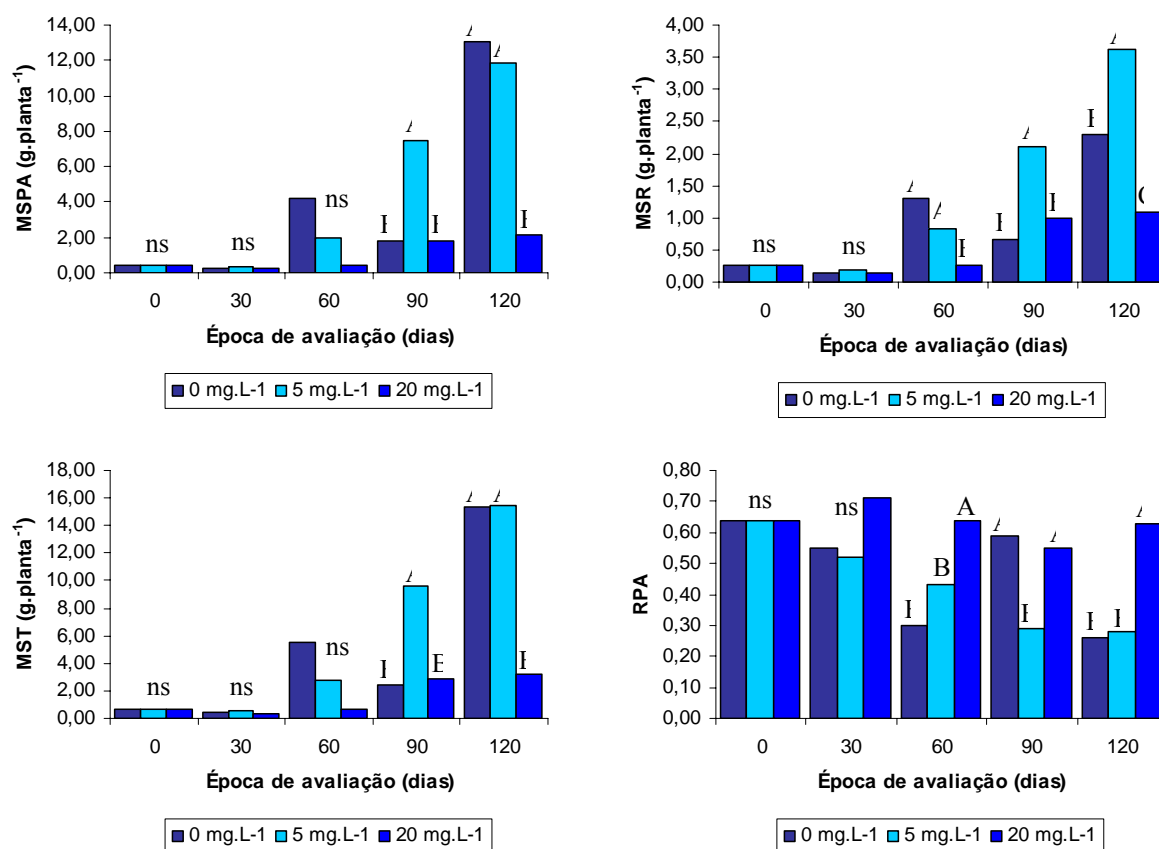 MSPA (g.planta-1)
14,00
12,00
10,00
8,00
6,00
4,00
2,00
0,00
ns
ns
ns
0
30
60
90
120
Época de avaliação (dias)
0 mg.L-1
5 mg.L-1
20 mg.L-1
MSR (g.planta-1)
4,00
3,50
3,00
2,50
2,00
1,50
1,00
0,50
0,00
ns
ns
0
30
60
90
120
Época de avaliação (dias)
0 mg.L-1
5 mg.L-1
20 mg.L-1
MST (g.planta-1)
18,00
16,00
14,00
12,00
10,00
8,00
6,00
4,00
2,00
0,00
ns
ns
ns
0
30
60
90
120
Época de avaliação (dias)
0 mg.L-1
5 mg.L-1
20 mg.L-1
RPA
0,80
0,70
0,60
0,50
0,40
0,30
0,20
0,10
0,00
ns
ns
B
A
0
30
60
90
120
Época de avaliação (dias)
0 mg.L-1
5 mg.L-1
20 mg.L-1